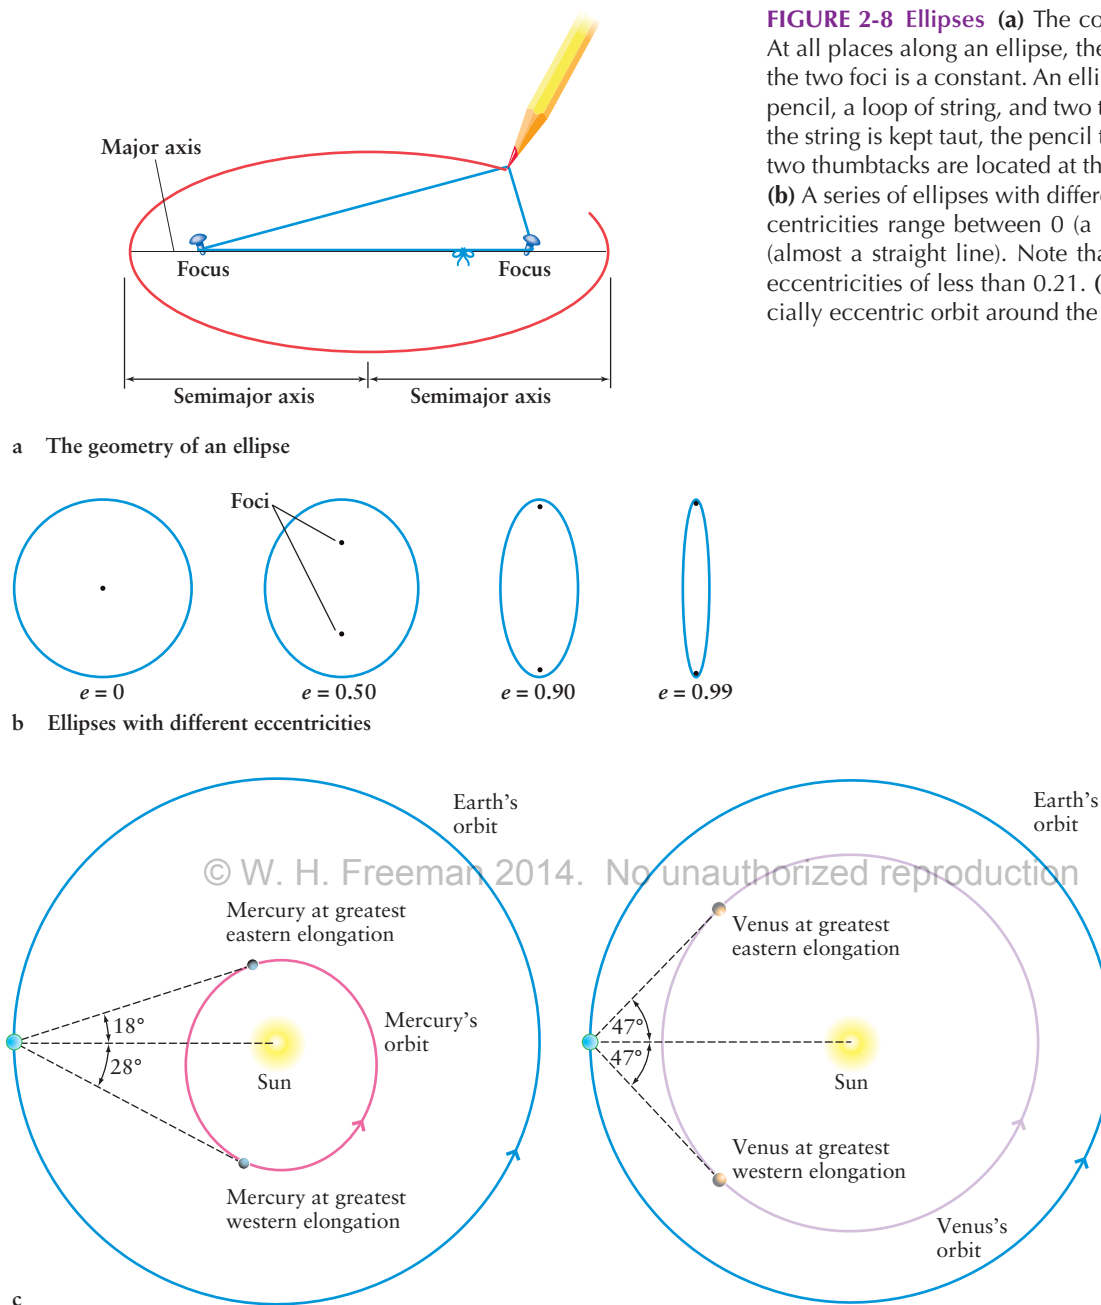 FIGURE 2-8 Ellipses (a) The co
At all places along an ellipse, the
the two foci is a constant. An elli
pencil, a loop of string, and two t
the string is kept taut, the pencil t
two thumbtacks are located at th
(b) A series of ellipses with differe
centricities range between 0 (a
(almost a straight line). Note tha
eccentricities of less than 0.21. (
cially eccentric orbit around the
Major axis
Focus
Focus
Semimajor axis
Semimajor axis
a The geometry of an ellipse
Foci
e = 0
e = 0.50
e = 0.90
e = 0.99
b Ellipses with different eccentricities
Earth's
orbit
© W. H. Freeman 2014. No unauthorized reproduction
Mercury at greatest
eastern elongation
18°
28°
Mercury's
orbit
Sun
Mercury at greatest
western elongation
Earth's
orbit
Venus at greatest
eastern elongation
47°
47°
Sun
Venus at greatest
western elongation
Venus's
orbit
c